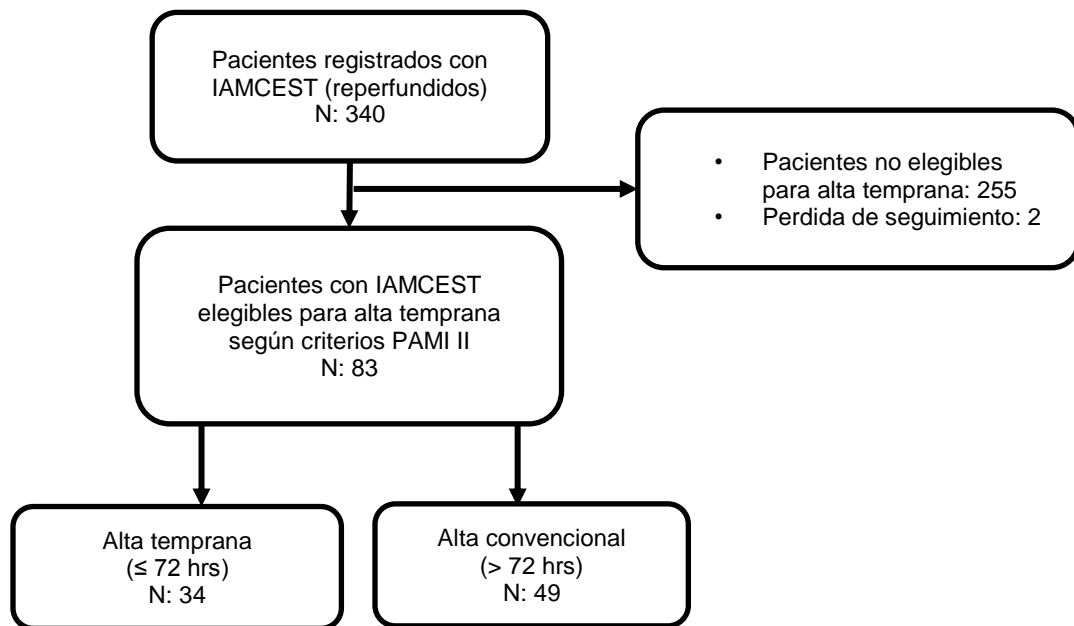 Pacientes registrados con
IAMCEST (reperfundidos)
N: 340
• Pacientes no elegibles
para alta temprana: 255
• Perdida de seguimiento: 2
Pacientes con IAMCEST
elegibles para alta temprana
según criterios PAMI II
N: 83
Alta temprana
(≤ 72 hrs)
N: 34
Alta convencional
(> 72 hrs)
N: 49